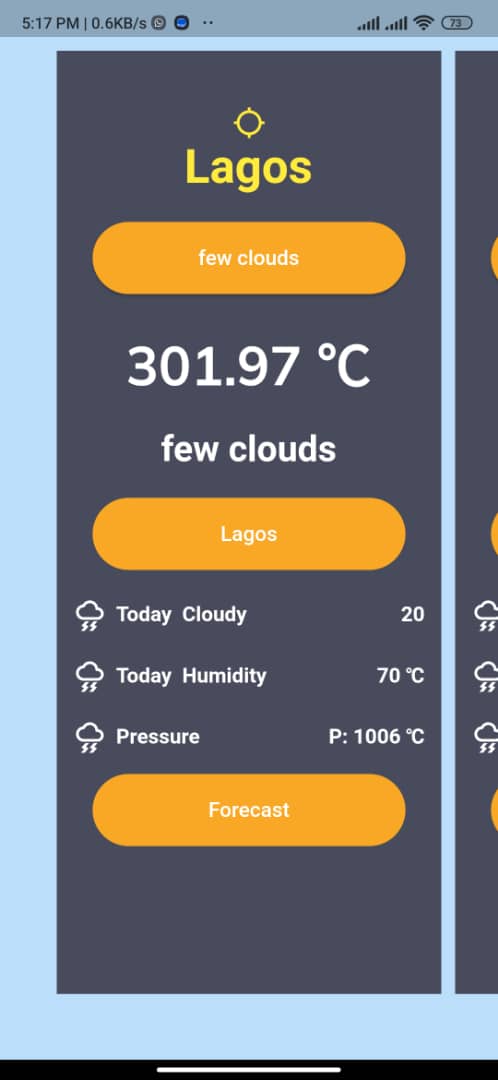 5:17 PM | 0.6KB/s
73
Lagos
few clouds
301.97 °C
few clouds
Lagos
Today Cloudy 20
Today Humidity 70 °C
Pressure P: 1006 °C
Forecast